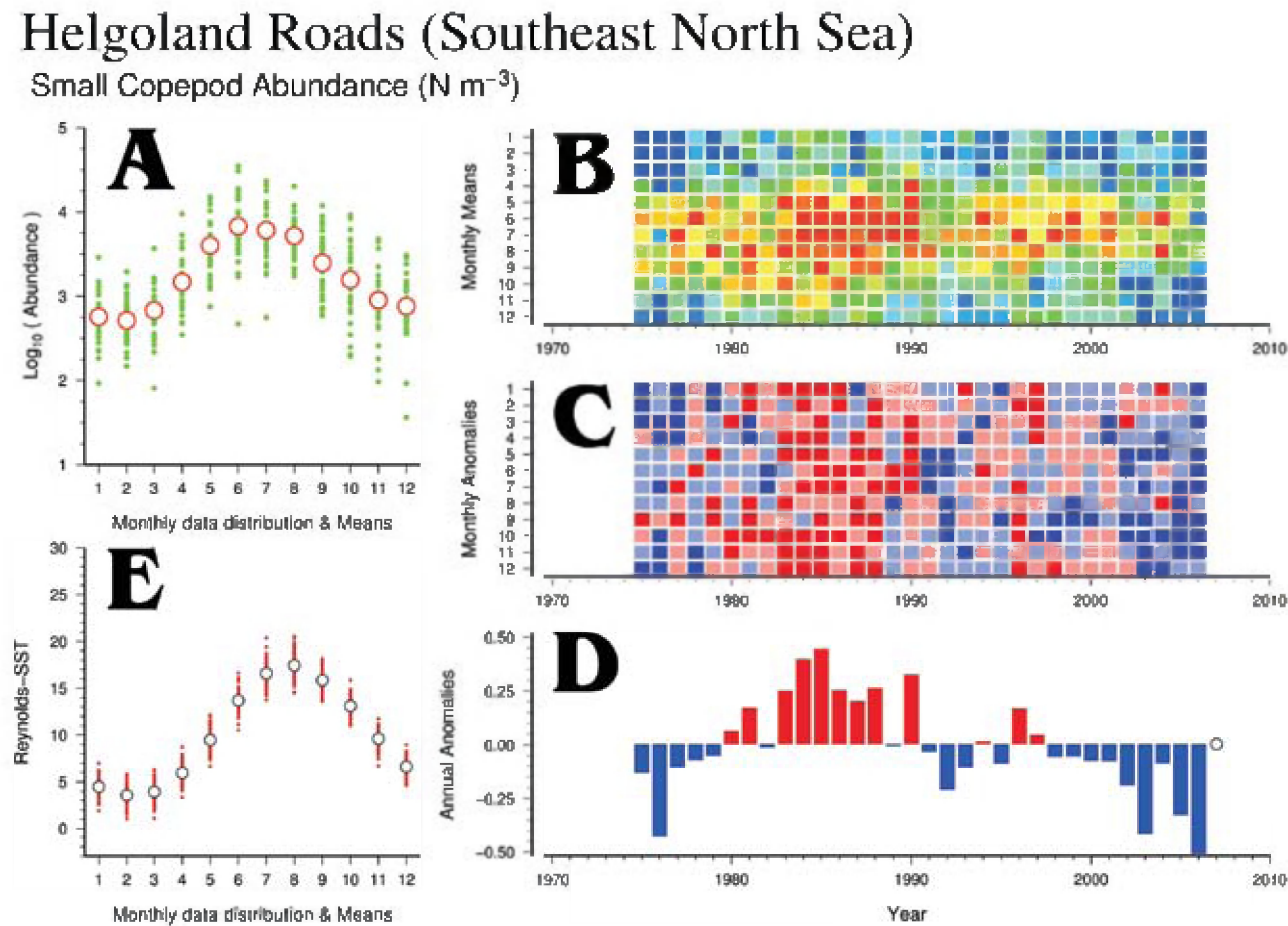 Helgoland Roads (Southeast North Sea)
Small Copepod Abundance (N m⁻³)
A
5
4
3
2
1
Log₁₀ ( Abundance )
1 2 3 4 5 6 7 8 9 10 11 12
Monthly data distribution & Means
B
Monthly Means
1
2
3
4
5
6
7
8
9
10
11
12
1970 1980 1990 2000 2010
C
Monthly Anomalies
1
2
3
4
5
6
7
8
9
10
11
12
1970 1980 1990 2000 2010
E
30
25
20
15
10
5
0
Reynolds-SST
1 2 3 4 5 6 7 8 9 10 11 12
Monthly data distribution & Means
D
0.50
0.25
0.00
−0.25
−0.50
Annual Anomalies
1970 1980 1990 2000 2010
Year